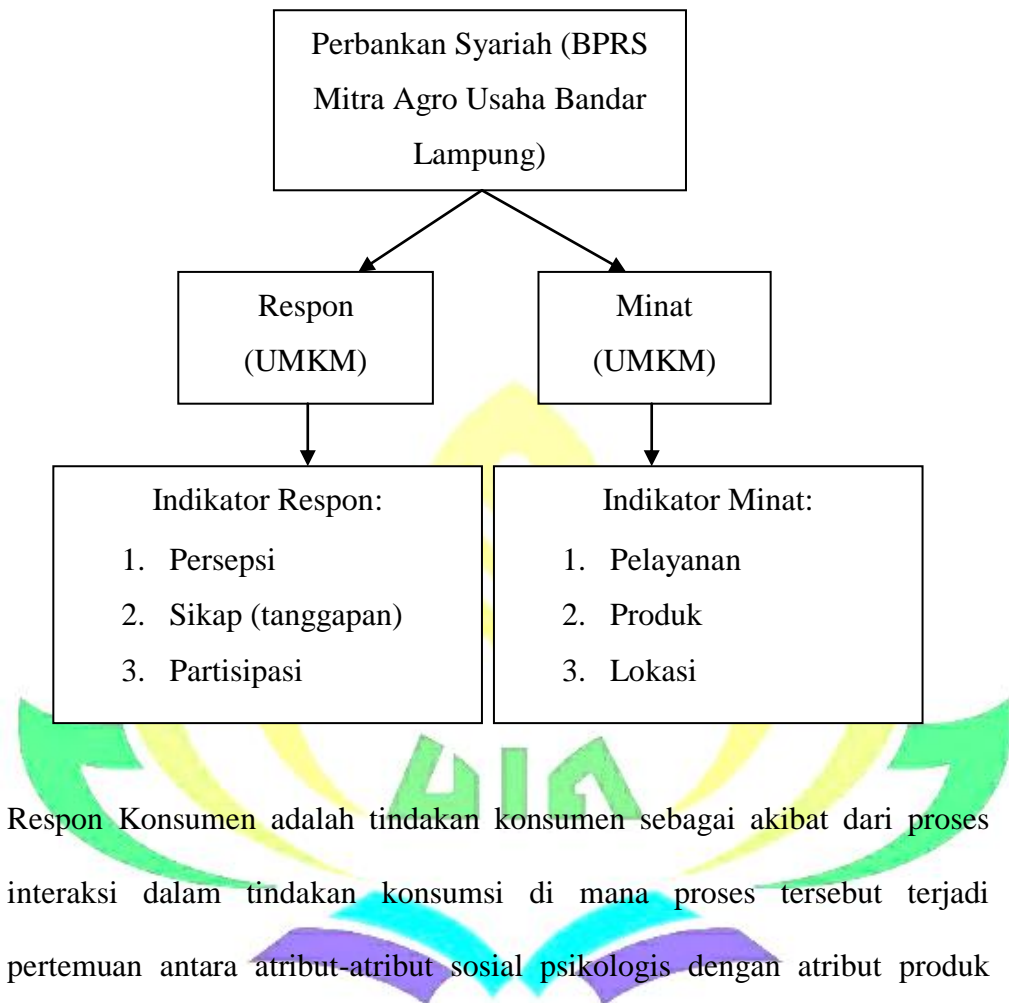 Perbankan Syariah (BPRS
Mitra Agro Usaha Bandar
Lampung)
Respon
(UMKM)
Minat
(UMKM)
Indikator Respon:
1. Persepsi
2. Sikap (tanggapan)
3. Partisipasi
Indikator Minat:
1. Pelayanan
2. Produk
3. Lokasi
Respon Konsumen adalah tindakan konsumen sebagai akibat dari proses
interaksi dalam tindakan konsumsi di mana proses tersebut terjadi
pertemuan antara atribut-atribut sosial psikologis dengan atribut produk